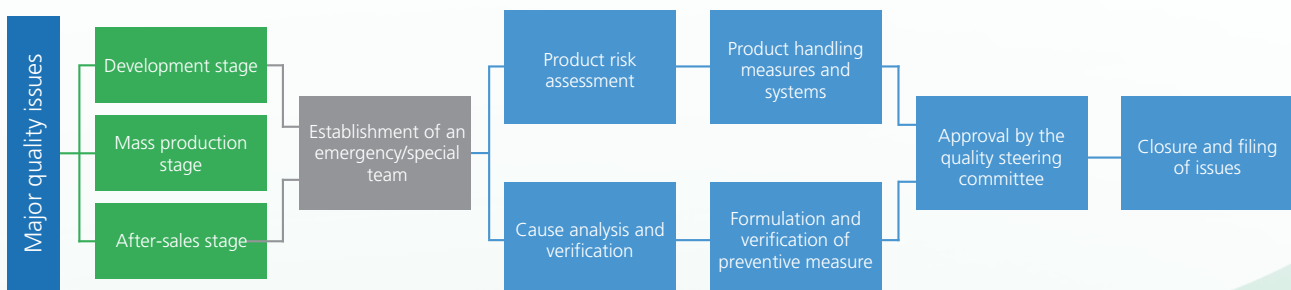 Major quality issues
Development stage
Mass production
stage
After-sales stage
Establishment of an
emergency/special
team
Product risk
assessment
Product handling
measures and
systems
Cause analysis and
verification
Formulation and
verification of
preventive measure
Approval by the
quality steering
committee
Closure and filing
of issues